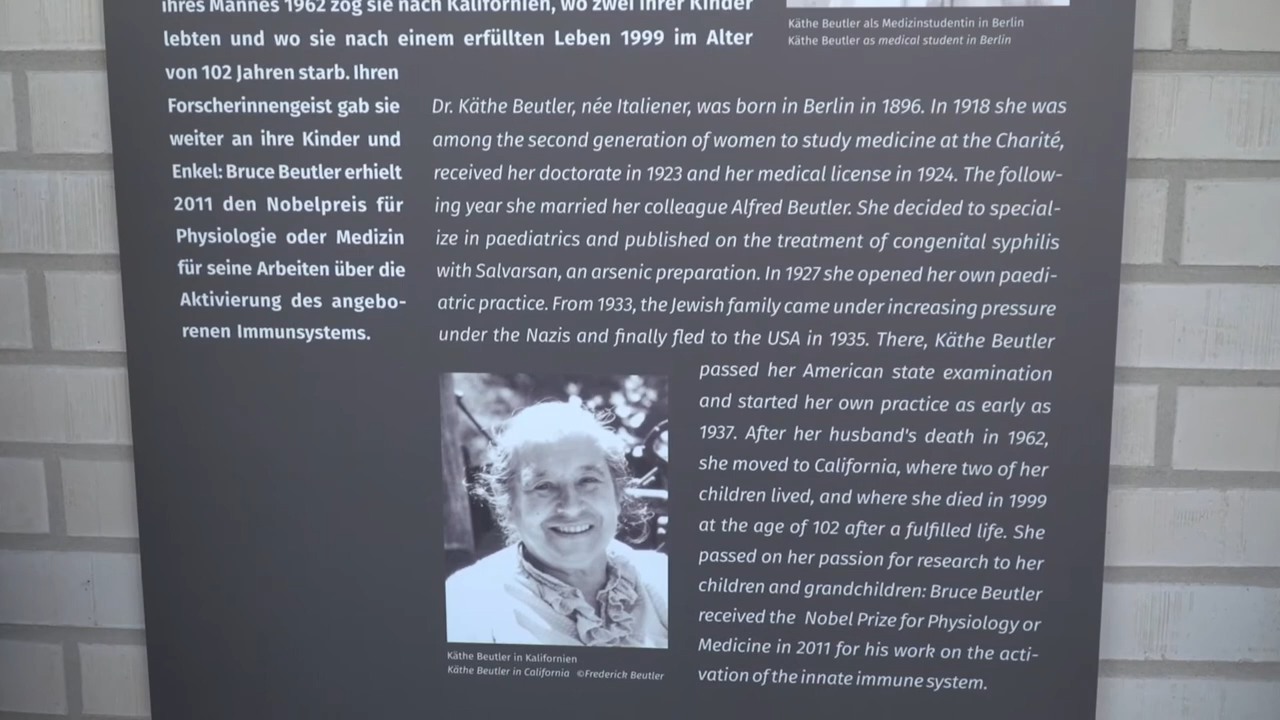 ihres Mannes 1962 zog sie nach Kalifornien, wo zwei ihrer Kinder
lebten und wo sie nach einem erfüllten Leben 1999 im Alter
von 102 Jahren starb. Ihren
Forscherinnengeist gab sie
weiter an ihre Kinder und
Enkel: Bruce Beutler erhielt
2011 den Nobelpreis für
Physiologie oder Medizin
für seine Arbeiten über die
Aktivierung des angebo-
renen Immunsystems.
Käthe Beutler als Medizinstudentin in Berlin
Käthe Beutler as medical student in Berlin
Dr. Käthe Beutler, née Italiener, was born in Berlin in 1896. In 1918 she was
among the second generation of women to study medicine at the Charité,
received her doctorate in 1923 and her medical license in 1924. The follow-
ing year she married her colleague Alfred Beutler. She decided to special-
ize in paediatrics and published on the treatment of congenital syphilis
with Salvarsan, an arsenic preparation. In 1927 she opened her own paedi-
atric practice. From 1933, the Jewish family came under increasing pressure
under the Nazis and finally fled to the USA in 1935. There, Käthe Beutler
passed her American state examination
and started her own practice as early as
1937. After her husband's death in 1962,
she moved to California, where two of her
children lived, and where she died in 1999
at the age of 102 after a fulfilled life. She
passed on her passion for research to her
children and grandchildren: Bruce Beutler
received the Nobel Prize for Physiology or
Medicine in 2011 for his work on the acti-
vation of the innate immune system.
Käthe Beutler in Kalifornien
Käthe Beutler in California ©Frederick Beutler